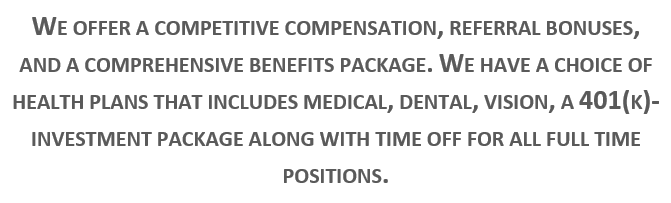 WE OFFER A COMPETITIVE COMPENSATION, REFERRAL BONUSES,
AND A COMPREHENSIVE BENEFITS PACKAGE. WE HAVE A CHOICE OF
HEALTH PLANS THAT INCLUDES MEDICAL, DENTAL, VISION, A 401(K)-
INVESTMENT PACKAGE ALONG WITH TIME OFF FOR ALL FULL TIME
POSITIONS.